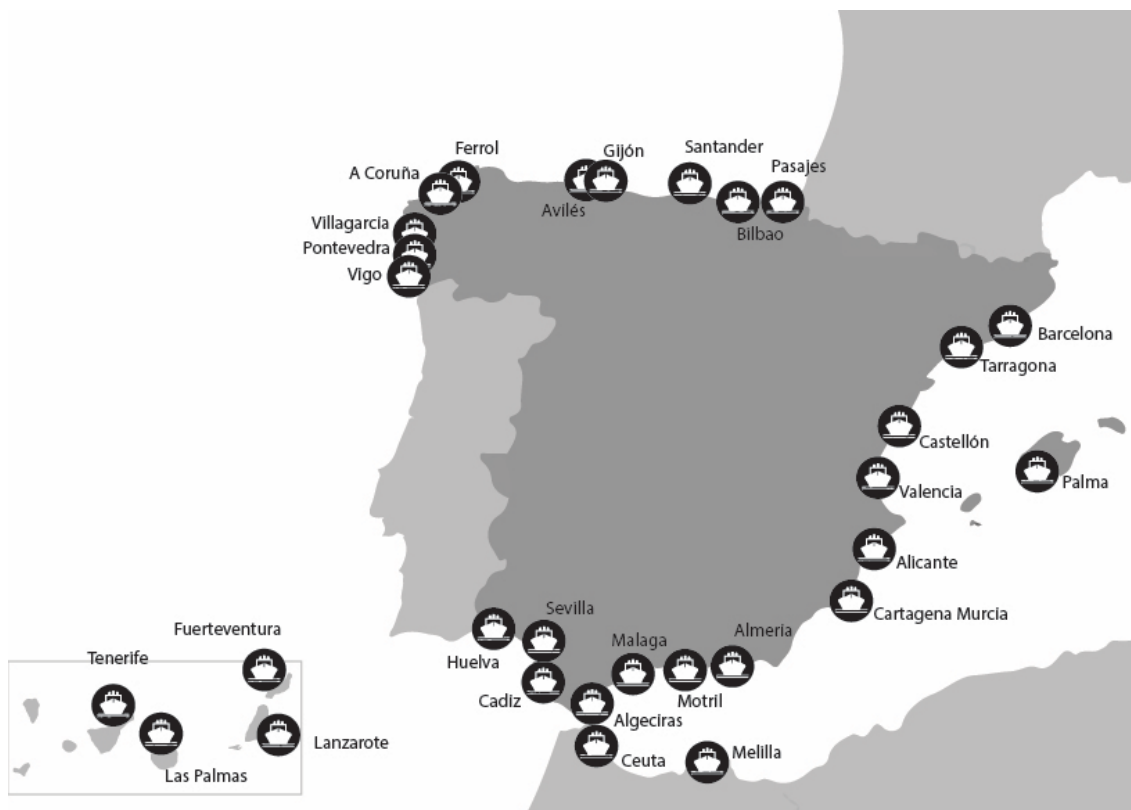 Ferrol
Gijón
Santander
Pasajes
A Coruña
Avilés
Bilbao
Villagarcia
Pontevedra
Vigo
Barcelona
Tarragona
Castellón
Valencia
Palma
Alicante
Cartagena Murcia
Sevilla
Malaga
Almeria
Huelva
Cadiz
Motril
Algeciras
Ceuta
Melilla
Fuerteventura
Tenerife
Lanzarote
Las Palmas